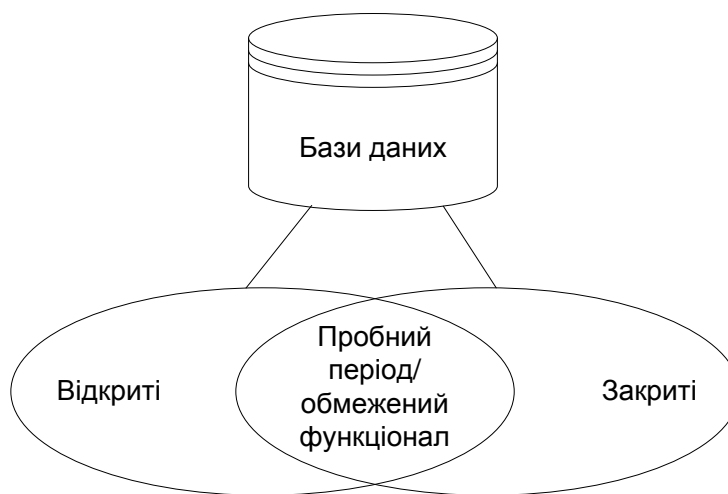 Бази даних
Відкриті
Пробний
період/
обмежений
функціонал
Закриті